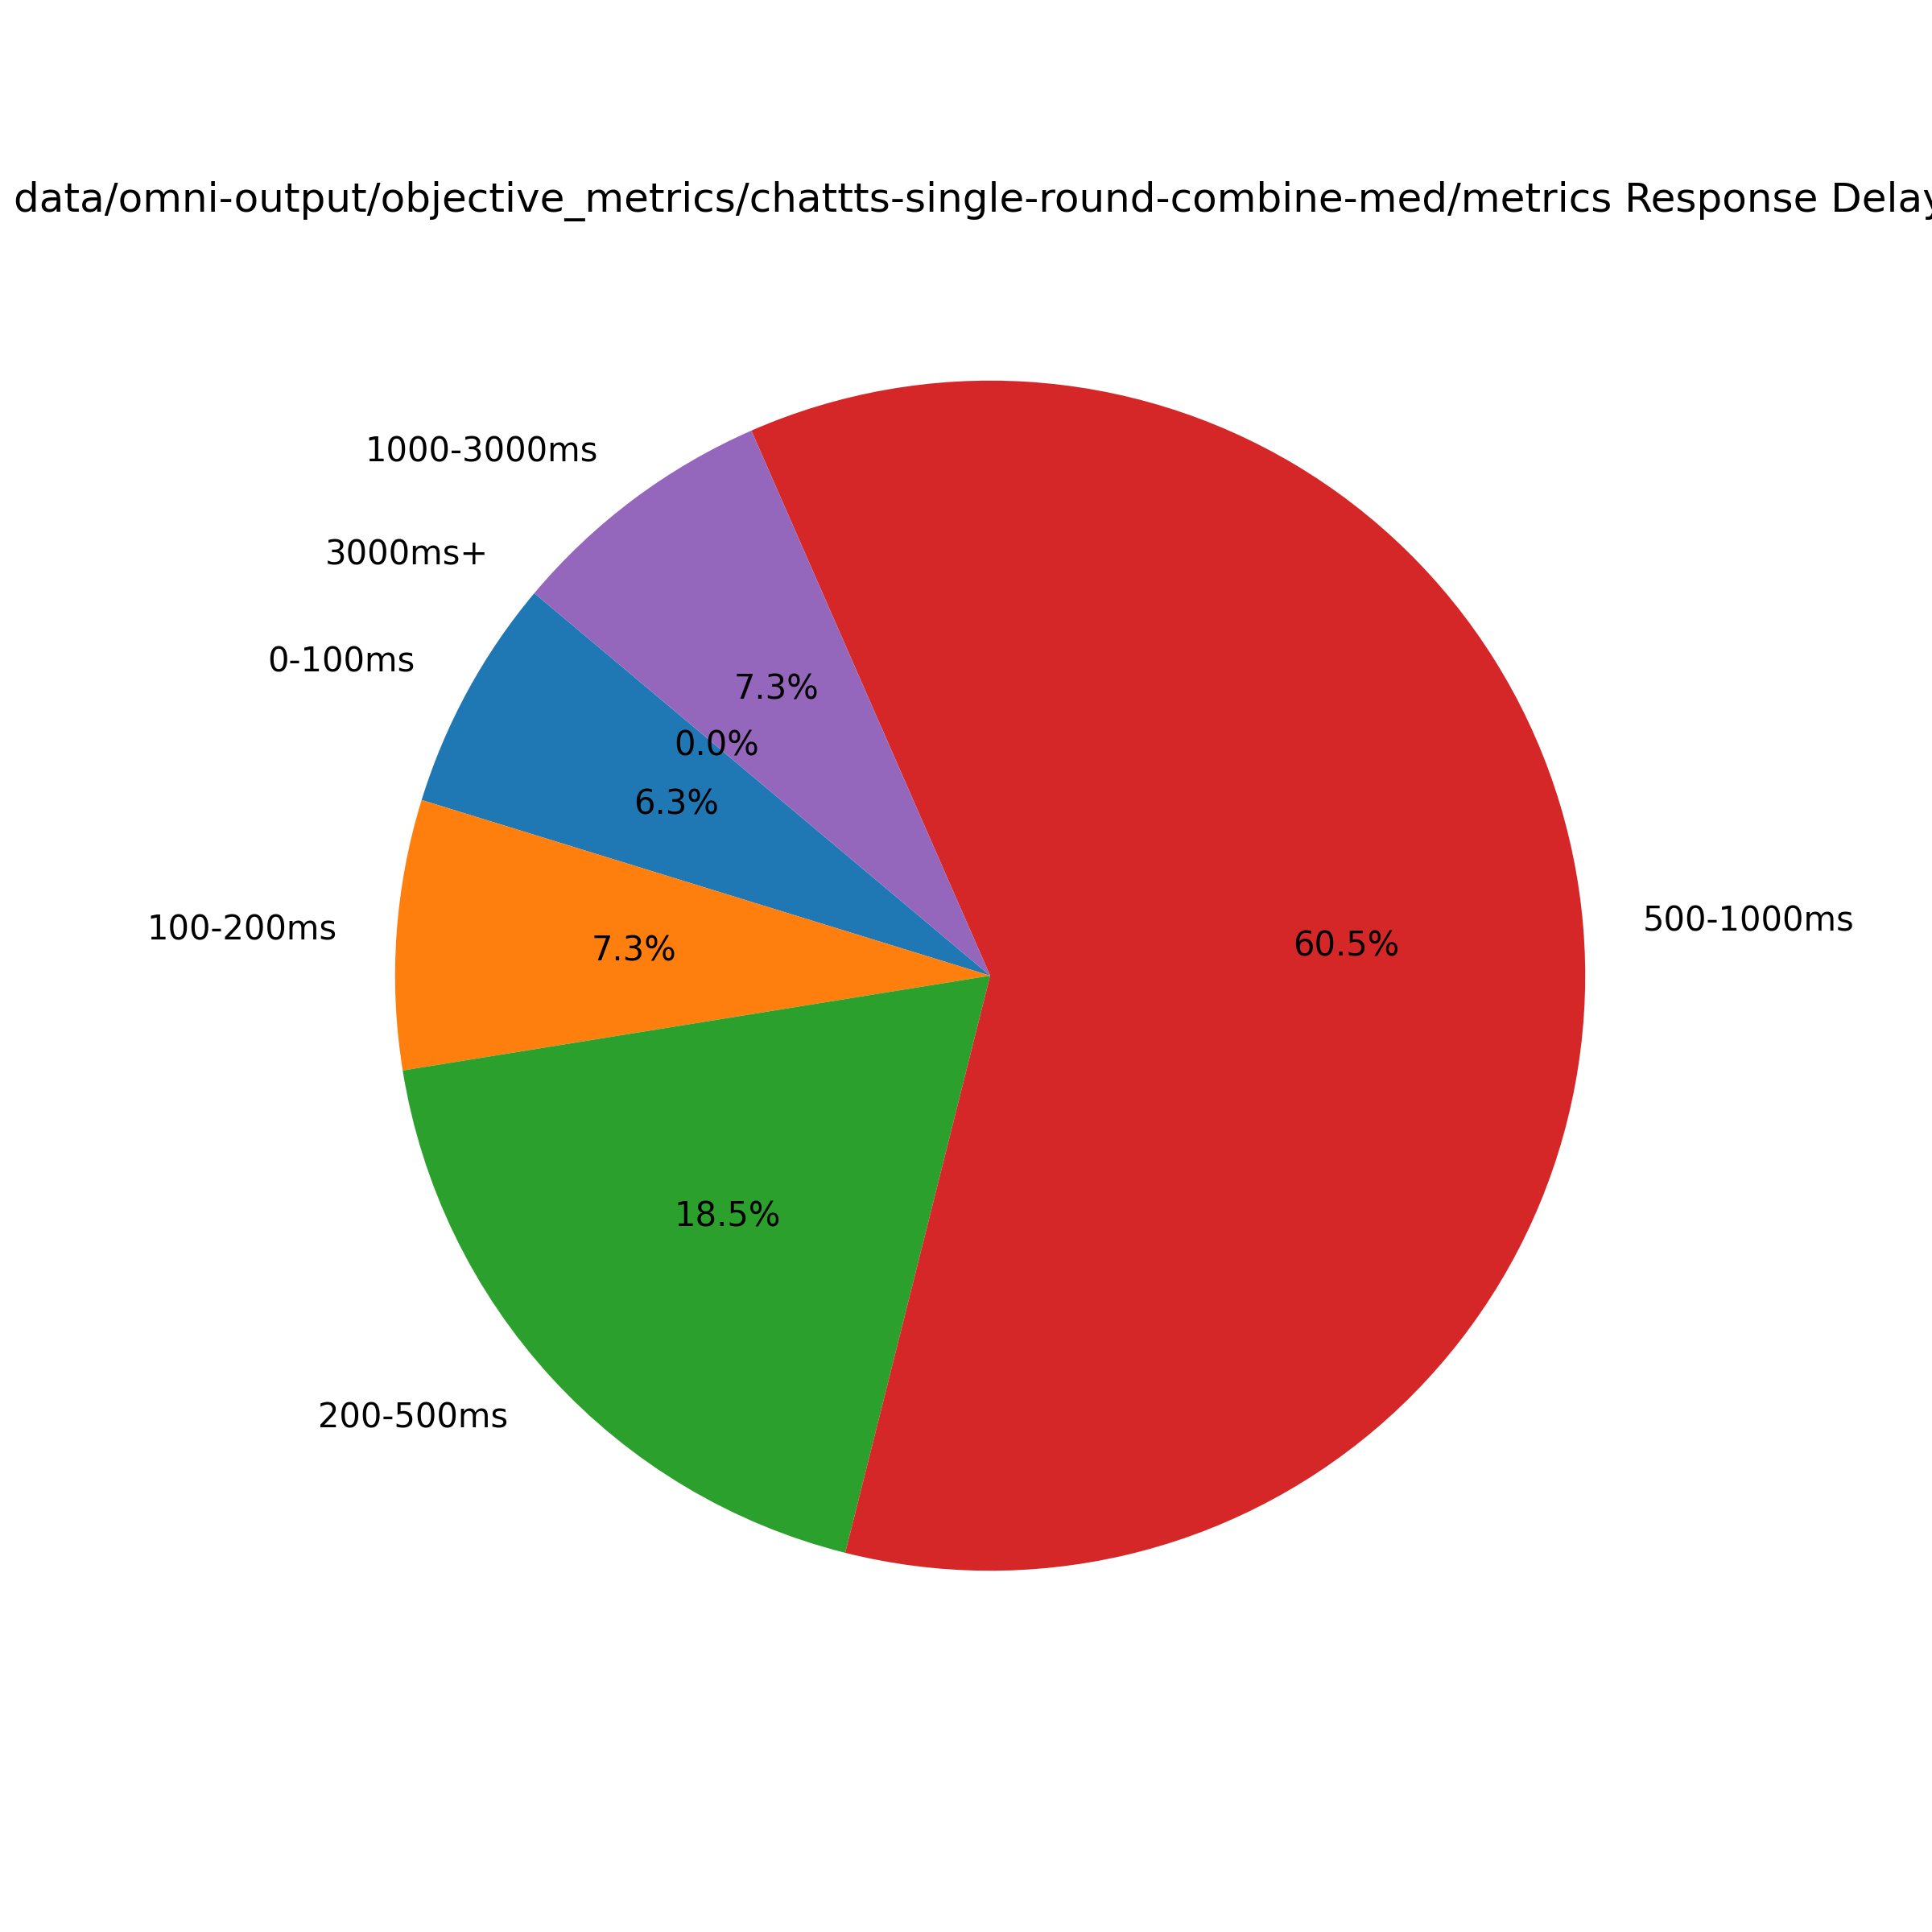 data/omni-output/objective_metrics/chattts-single-round-combine-med/metrics Response Delay
1000-3000ms
3000ms+
0-100ms
7.3%
0.0%
6.3%
100-200ms
7.3%
60.5%
500-1000ms
18.5%
200-500ms